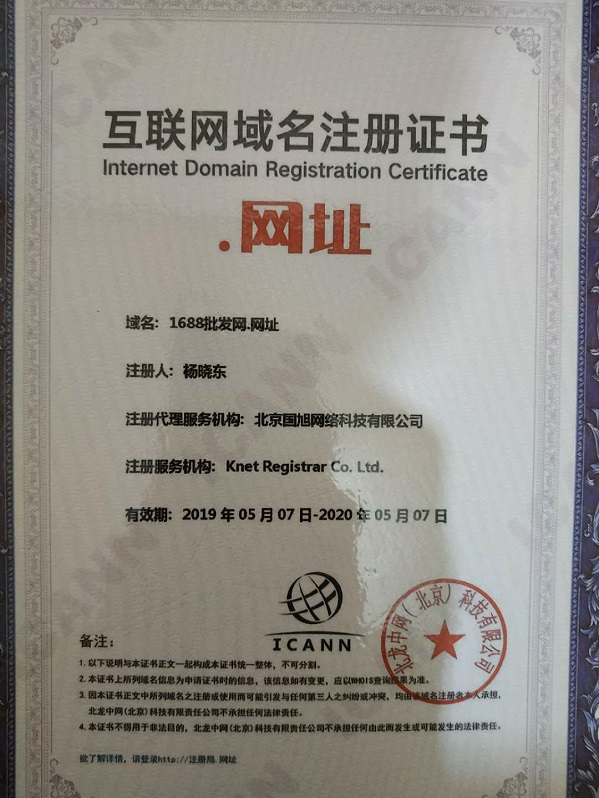 互联网域名注册证书
Internet Domain Registration Certificate
.网址
域名：1688批发网.网址
注册人：杨晓东
注册代理服务机构：北京国旭网络科技有限公司
注册服务机构：Knet Registrar Co. Ltd.
有效期：2019 年 05 月 07 日-2020 年 05 月 07 日
ICANN
北龙中网（北京）科技有限责任公司
备注：
1. 以下说明与本证书正文一起构成本证书统一整体，不可分割。
2. 本证书上所列域名信息为申请证书时的信息，该信息如有变更，应以WHOIS查询结果为准。
3. 因本证书正文中所列域名之注册或使用而可能引发与任何第三人之纠纷或冲突，均由该域名注册者本人承担，
北龙中网(北京)科技有限责任公司不承担任何法律责任。
4. 本证书不得用于非法目的，北龙中网(北京)科技有限责任公司不承担任何由此而发生或可能发生的法律责任。
欲了解详情，请登录http://注册局.网址